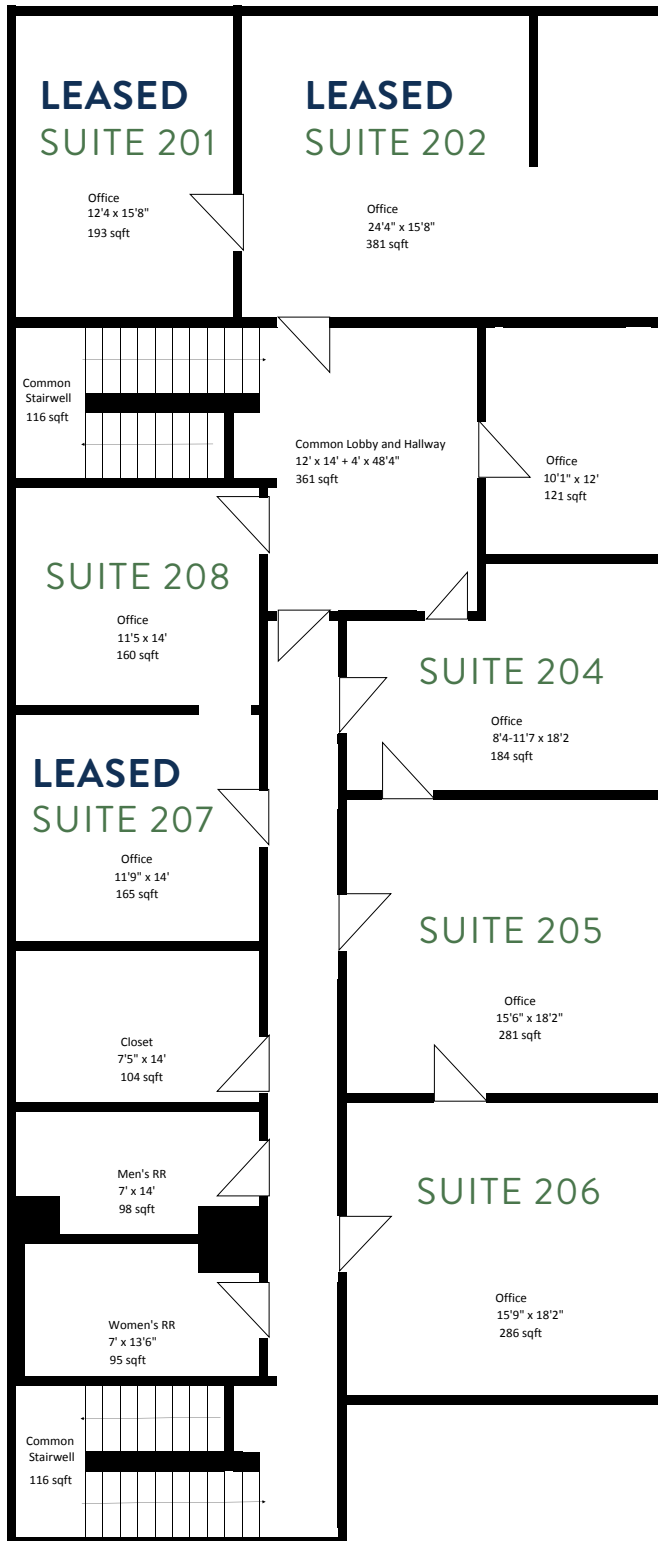 LEASED
SUITE 201
Office
12'4 x 15'8"
193 sqft
LEASED
SUITE 202
Office
24'4" x 15'8"
381 sqft
Common
Stairwell
116 sqft
Common Lobby and Hallway
12' x 14' + 4' x 48'4"
361 sqft
Office
10'1" x 12'
121 sqft
SUITE 208
Office
11'5 x 14'
160 sqft
SUITE 204
Office
8'4-11'7 x 18'2
184 sqft
LEASED
SUITE 207
Office
11'9" x 14'
165 sqft
SUITE 205
Office
15'6" x 18'2"
281 sqft
Closet
7'5" x 14'
104 sqft
Men's RR
7' x 14'
98 sqft
SUITE 206
Office
15'9" x 18'2"
286 sqft
Women's RR
7' x 13'6"
95 sqft
Common
Stairwell
116 sqft